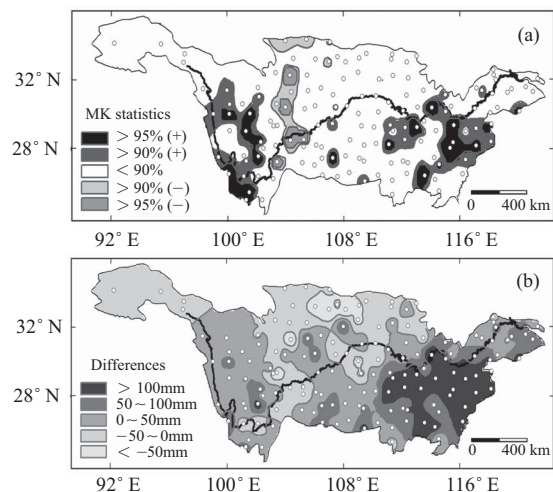 (a)
32° N
28° N
MK statistics
> 95% (+)
> 90% (+)
< 90%
> 90% (−)
> 95% (−)
0 400 km
92° E 100° E 108° E 116° E
(b)
32° N
28° N
Differences
> 100mm
50~100mm
0~50mm
−50~0mm
< −50mm
0 400 km
92° E 100° E 108° E 116° E